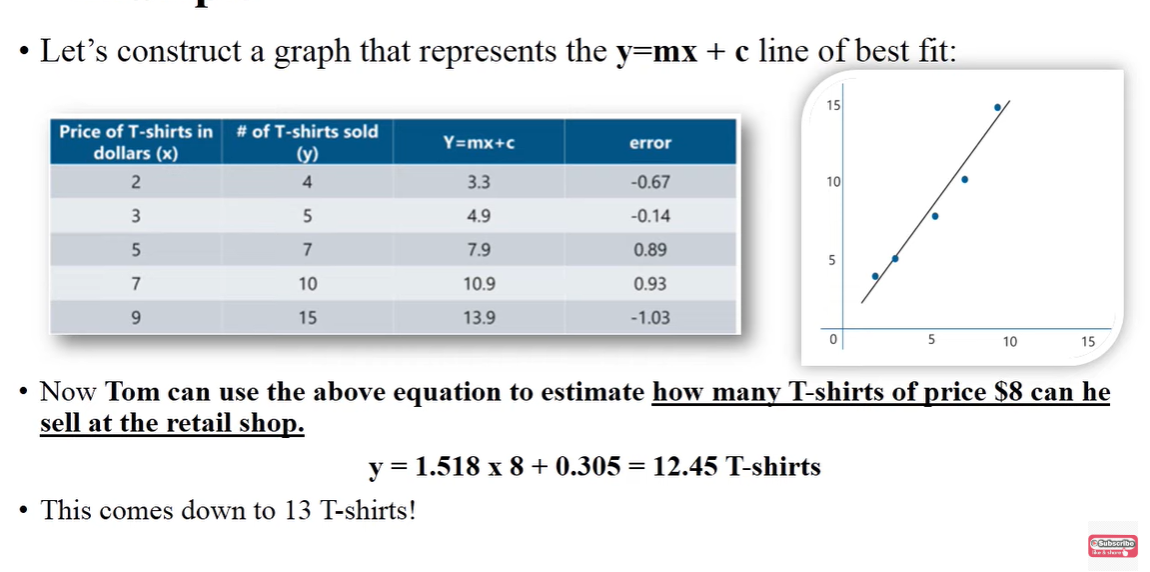 • Let's construct a graph that represents the y=mx + c line of best fit:
Price of T-shirts in dollars (x) # of T-shirts sold (y) Y=mx+c error
2 4 3.3 -0.67
3 5 4.9 -0.14
5 7 7.9 0.89
7 10 10.9 0.93
9 15 13.9 -1.03
15
10
5
0 5 10 15
• Now Tom can use the above equation to estimate how many T-shirts of price $8 can he
sell at the retail shop.
y = 1.518 x 8 + 0.305 = 12.45 T-shirts
• This comes down to 13 T-shirts!
Subscribe
like & share